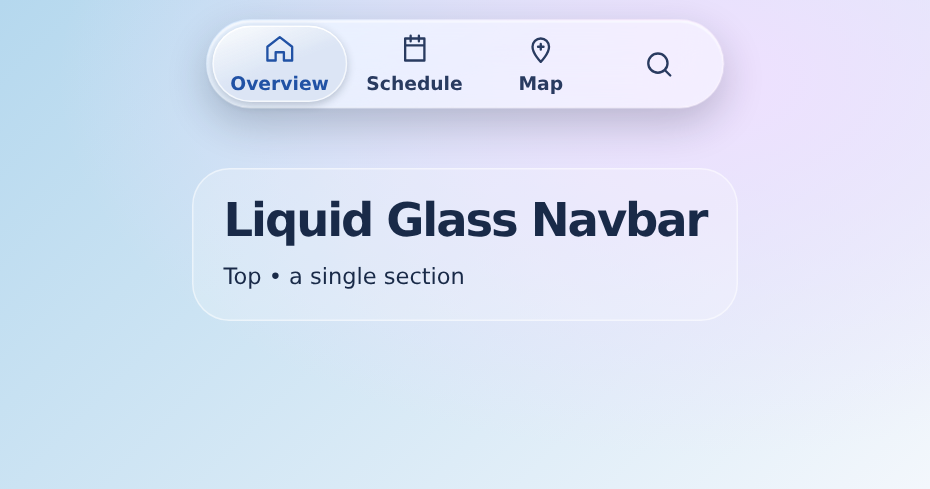 Overview
Schedule
Map
Liquid Glass Navbar
Top • a single section